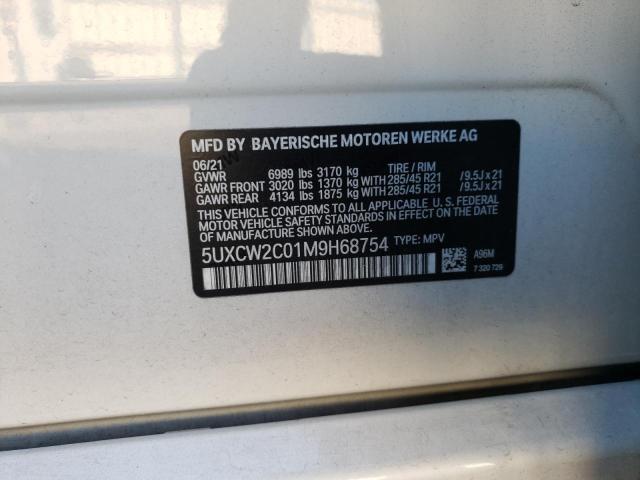 MFD BY BAYERISCHE MOTOREN WERKE AG
06/21
GVWR 6989 lbs 3170 kg TIRE / RIM
GAWR FRONT 3020 lbs 1370 kg WITH 285/45 R21 /9.5J x 21
GAWR REAR 4134 lbs 1875 kg WITH 285/45 R21 /9.5J x 21
THIS VEHICLE CONFORMS TO ALL APPLICABLE U. S. FEDERAL
MOTOR VEHICLE SAFETY STANDARDS IN EFFECT ON THE DATE
OF MANUFACTURE SHOWN ABOVE.
5UXCW2C01M9H68754 TYPE: MPV
A96M
7 320 729